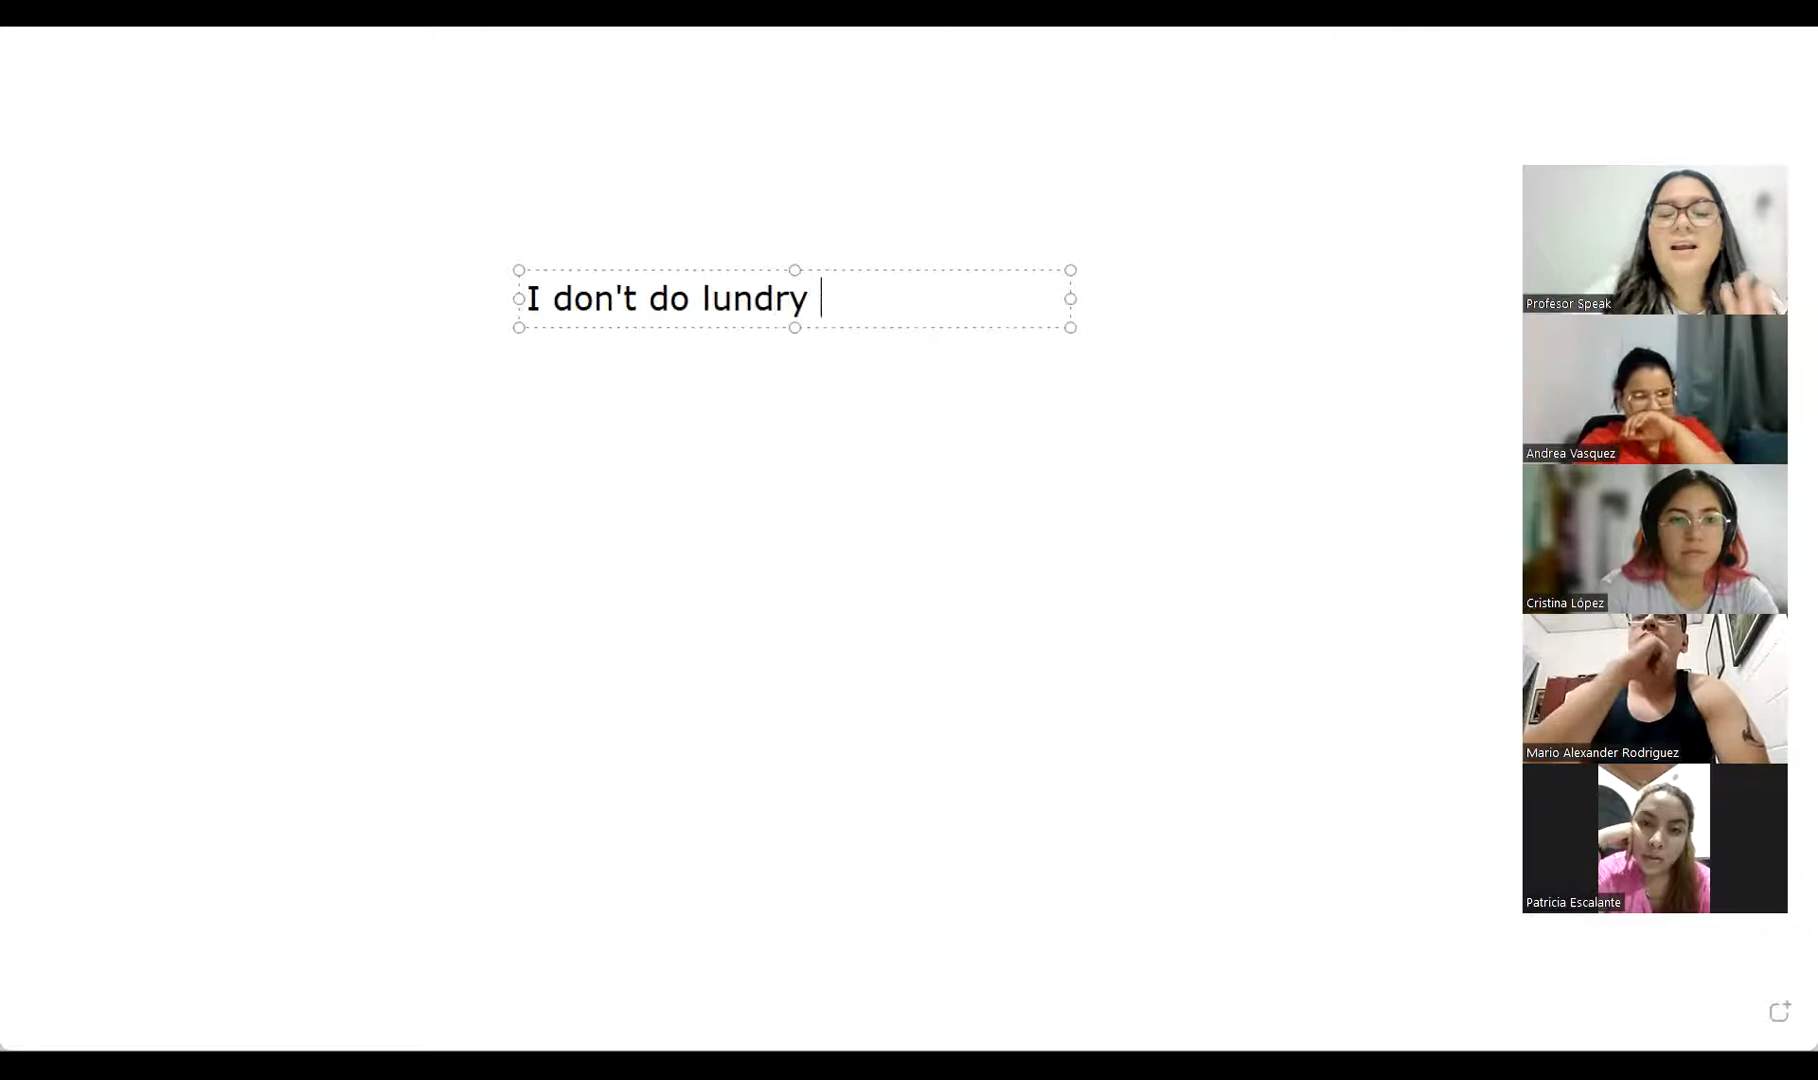 I don't do lundry
Profesor Speak
Andrea Vasquez
Cristina López
Mario Alexander Rodriguez
Patricia Escalante